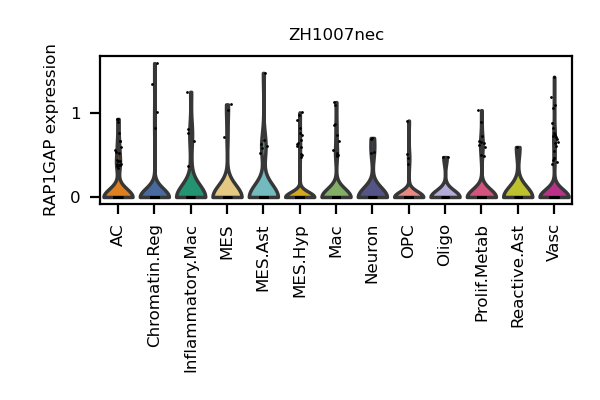 ZH1007nec
RAP1GAP expression
1
0
AC
Chromatin.Reg
Inflammatory.Mac
MES
MES.Ast
MES.Hyp
Mac
Neuron
OPC
Oligo
Prolif.Metab
Reactive.Ast
Vasc